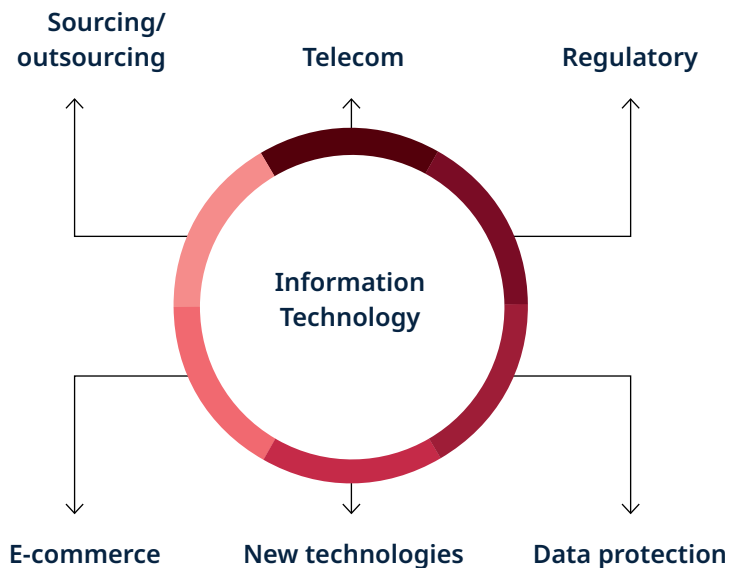 Sourcing/
outsourcing
Telecom
Regulatory
Information
Technology
E-commerce
New technologies
Data protection